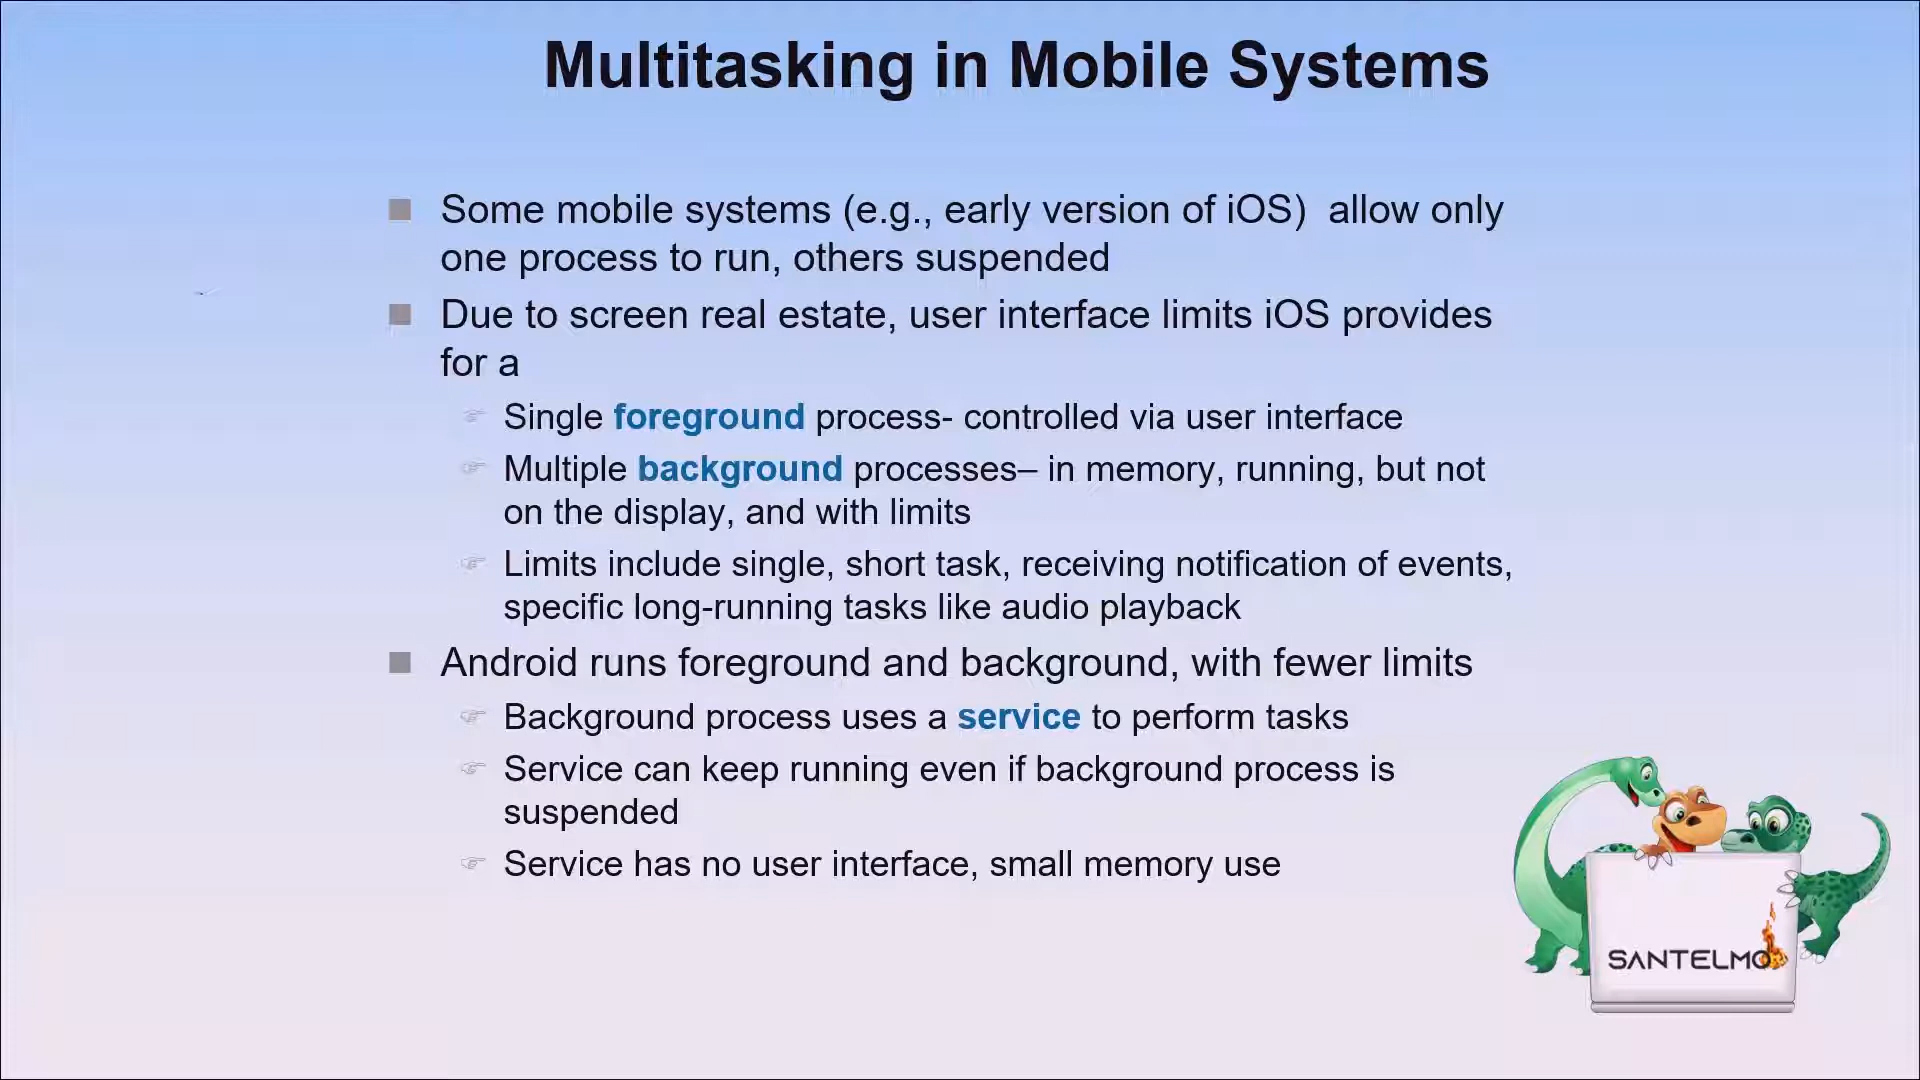 Multitasking in Mobile Systems
Some mobile systems (e.g., early version of iOS)  allow only
one process to run, others suspended
Due to screen real estate, user interface limits iOS provides
for a
Single foreground process- controlled via user interface
Multiple background processes– in memory, running, but not
on the display, and with limits
Limits include single, short task, receiving notification of events,
specific long-running tasks like audio playback
Android runs foreground and background, with fewer limits
Background process uses a service to perform tasks
Service can keep running even if background process is
suspended
Service has no user interface, small memory use
SANTELMO